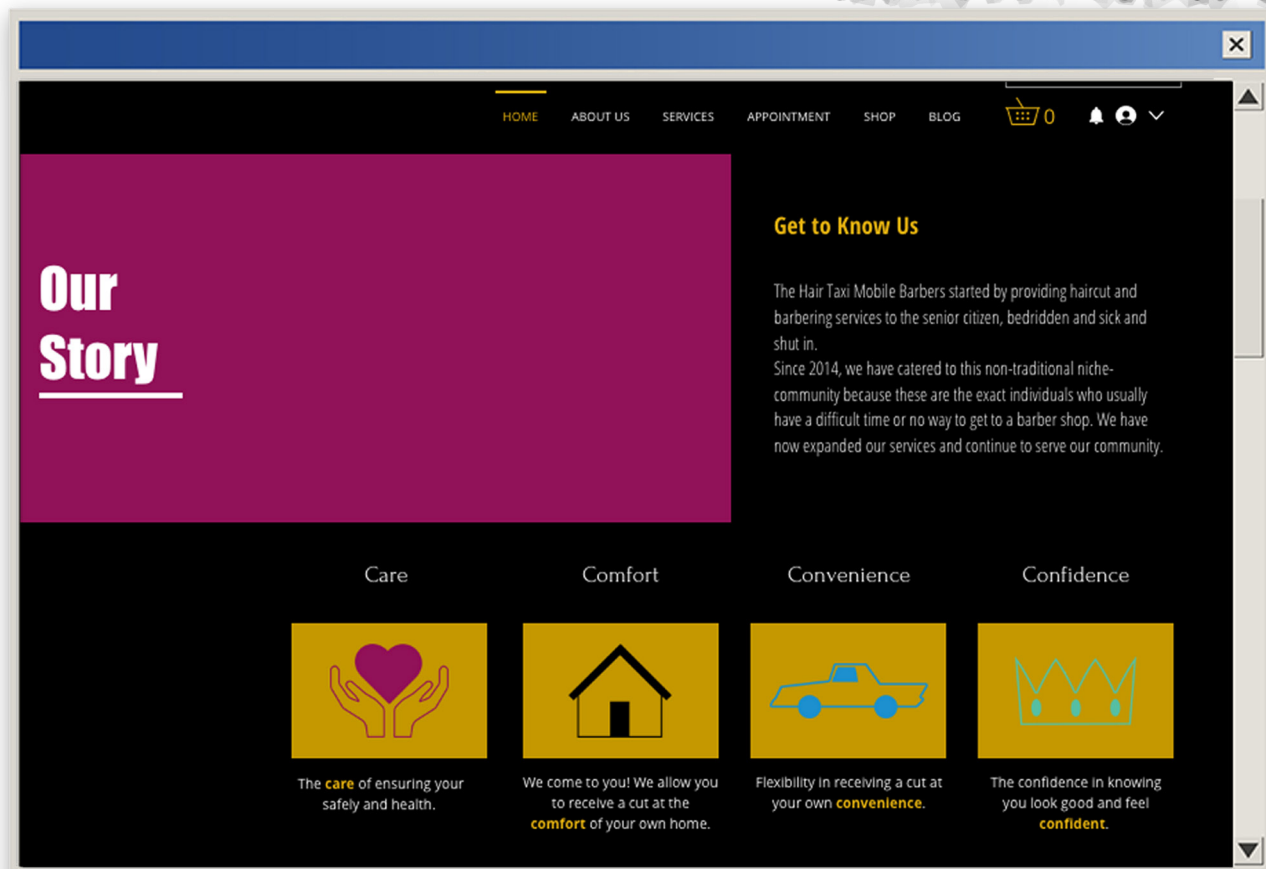 HOME ABOUT US SERVICES APPOINTMENT SHOP BLOG 0
Our
Story
Get to Know Us
The Hair Taxi Mobile Barbers started by providing haircut and
barbering services to the senior citizen, bedridden and sick and
shut in.
Since 2014, we have catered to this non-traditional niche-
community because these are the exact individuals who usually
have a difficult time or no way to get to a barber shop. We have
now expanded our services and continue to serve our community.
Care
The care of ensuring your
safely and health.
Comfort
We come to you! We allow you
to receive a cut at the
comfort of your own home.
Convenience
Flexibility in receiving a cut at
your own convenience.
Confidence
The confidence in knowing
you look good and feel
confident.